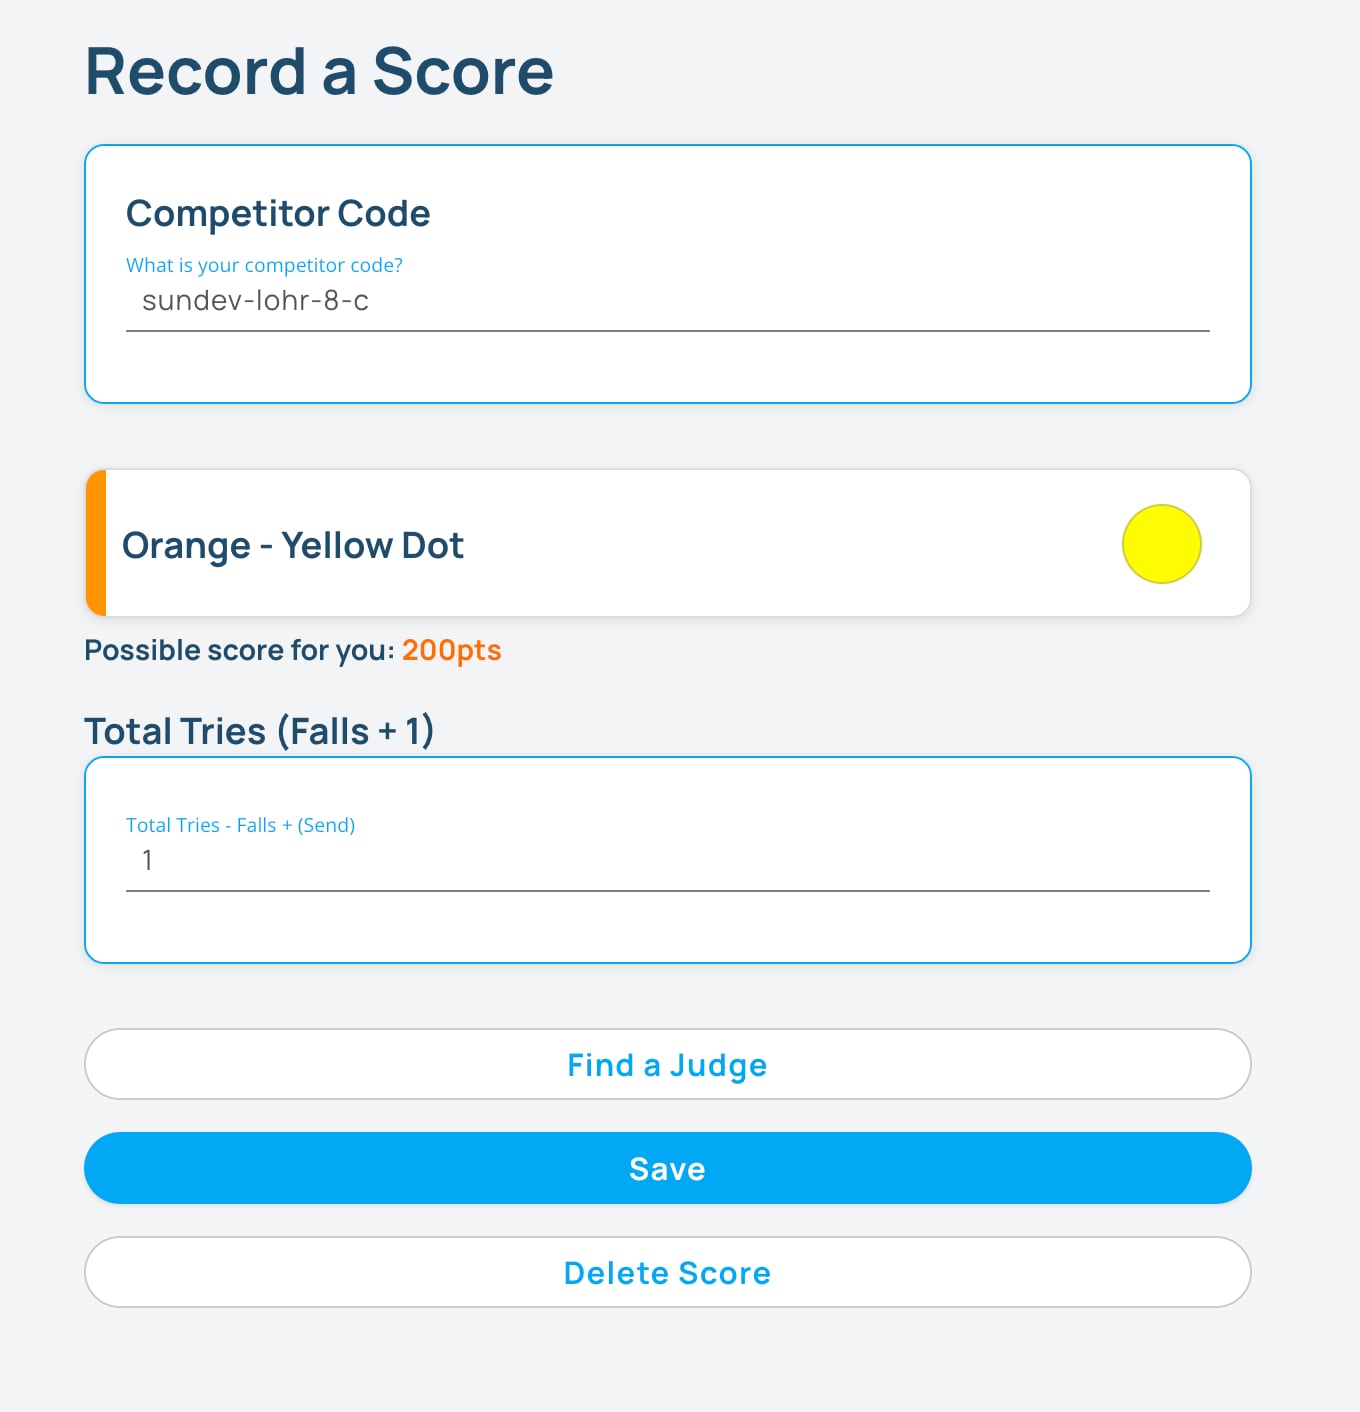 Record a Score
Competitor Code
What is your competitor code?
sundev-lohr-8-c
Orange - Yellow Dot
Possible score for you: 200pts
Total Tries (Falls + 1)
Total Tries - Falls + (Send)
1
Find a Judge
Save
Delete Score